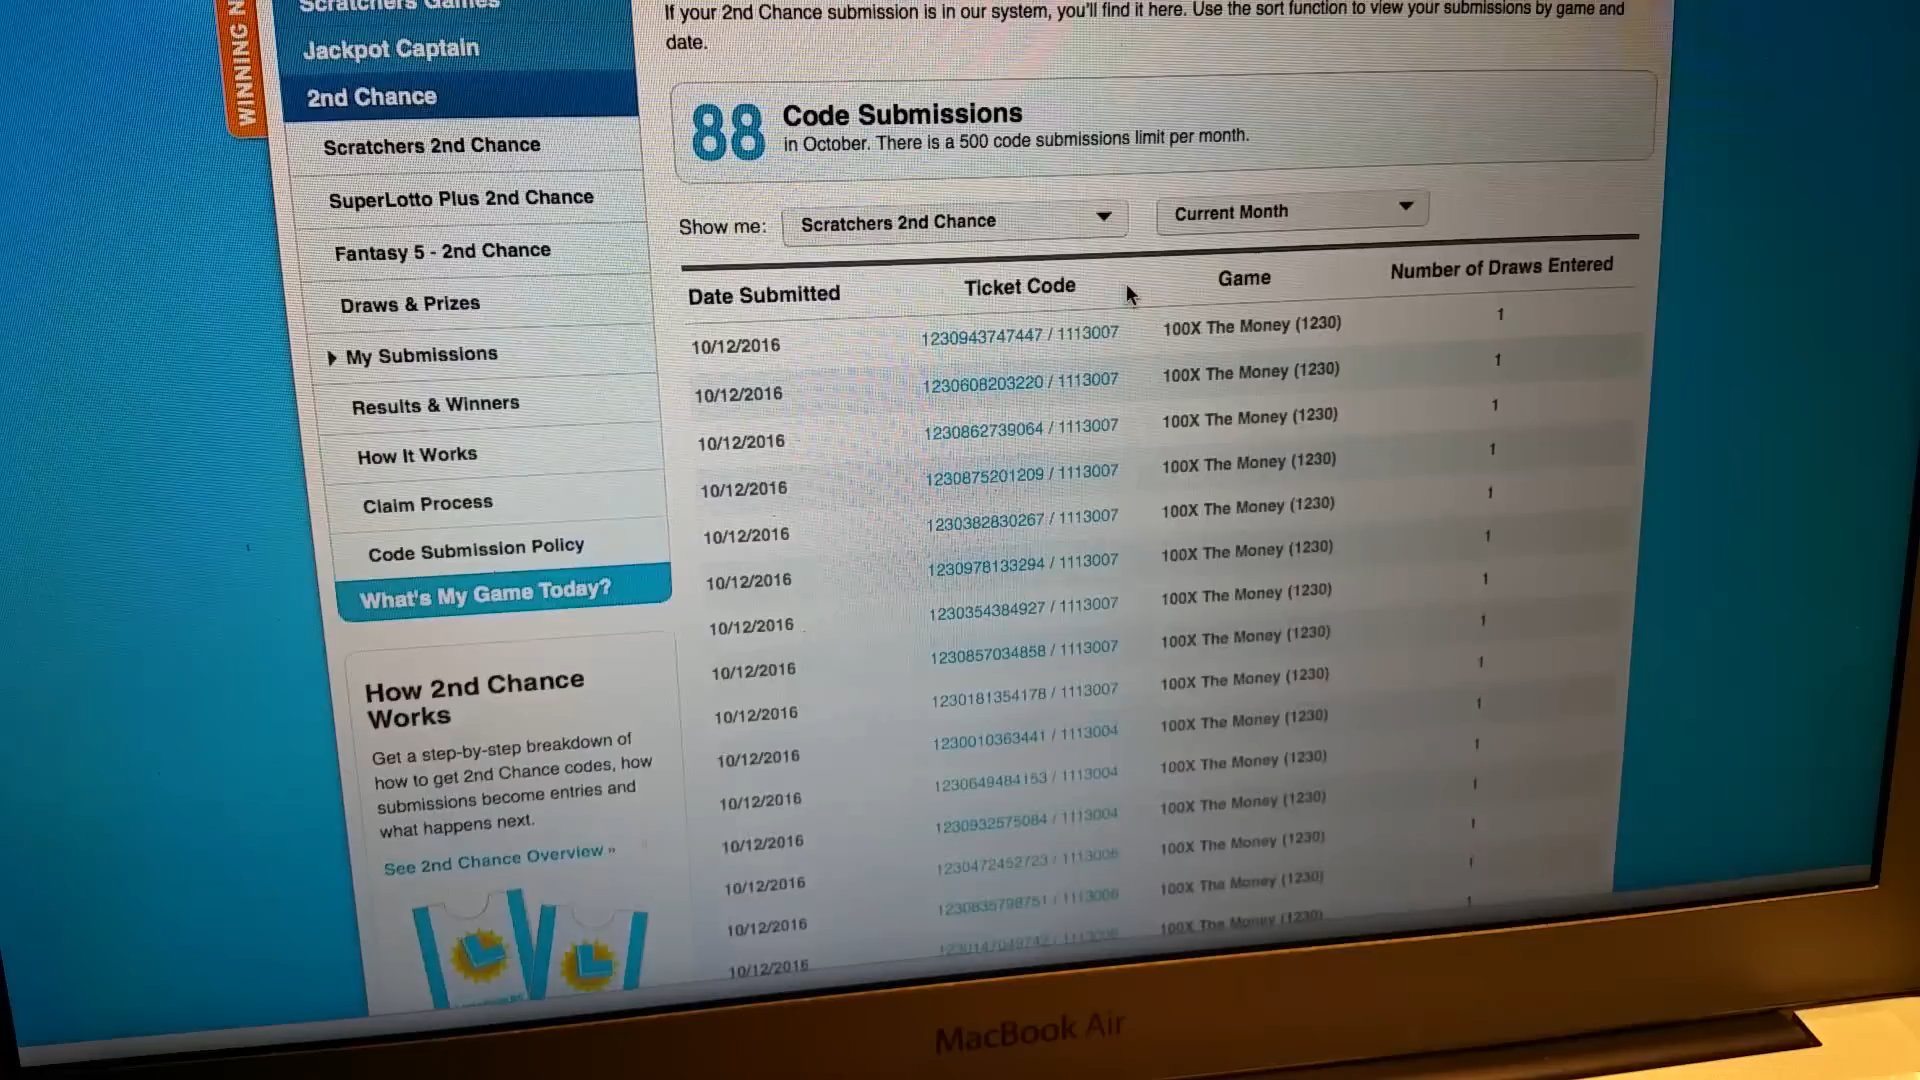 WINNING N
Scratchers Games
Jackpot Captain
2nd Chance
Scratchers 2nd Chance
SuperLotto Plus 2nd Chance
Fantasy 5 - 2nd Chance
Draws & Prizes
My Submissions
Results & Winners
How It Works
Claim Process
Code Submission Policy
What's My Game Today?
How 2nd Chance
Works
Get a step-by-step breakdown of
how to get 2nd Chance codes, how
submissions become entries and
what happens next.
See 2nd Chance Overview »
If your 2nd Chance submission is in our system, you'll find it here. Use the sort function to view your submissions by game and
date.
88 Code Submissions
in October. There is a 500 code submissions limit per month.
Show me: Scratchers 2nd Chance Current Month
Date Submitted Ticket Code Game Number of Draws Entered
10/12/2016 1230943747447 / 1113007 100X The Money (1230) 1
10/12/2016 1230608203220 / 1113007 100X The Money (1230) 1
10/12/2016 1230862739064 / 1113007 100X The Money (1230) 1
10/12/2016 1230875201209 / 1113007 100X The Money (1230) 1
10/12/2016 1230382830267 / 1113007 100X The Money (1230) 1
10/12/2016 1230978133294 / 1113007 100X The Money (1230) 1
10/12/2016 1230354384927 / 1113007 100X The Money (1230) 1
10/12/2016 1230857034858 / 1113007 100X The Money (1230) 1
10/12/2016 1230181354178 / 1113007 100X The Money (1230) 1
10/12/2016 1230010363441 / 1113004 100X The Money (1230) 1
10/12/2016 1230649484153 / 1113004 100X The Money (1230) 1
10/12/2016 1230932575084 / 1113004 100X The Money (1230) 1
10/12/2016 1230472452723 / 1113006 100X The Money (1230) 1
10/12/2016 1230835798751 / 1113006 100X The Money (1230) 1
10/12/2016 100X The Money (1230) 1
MacBook Air